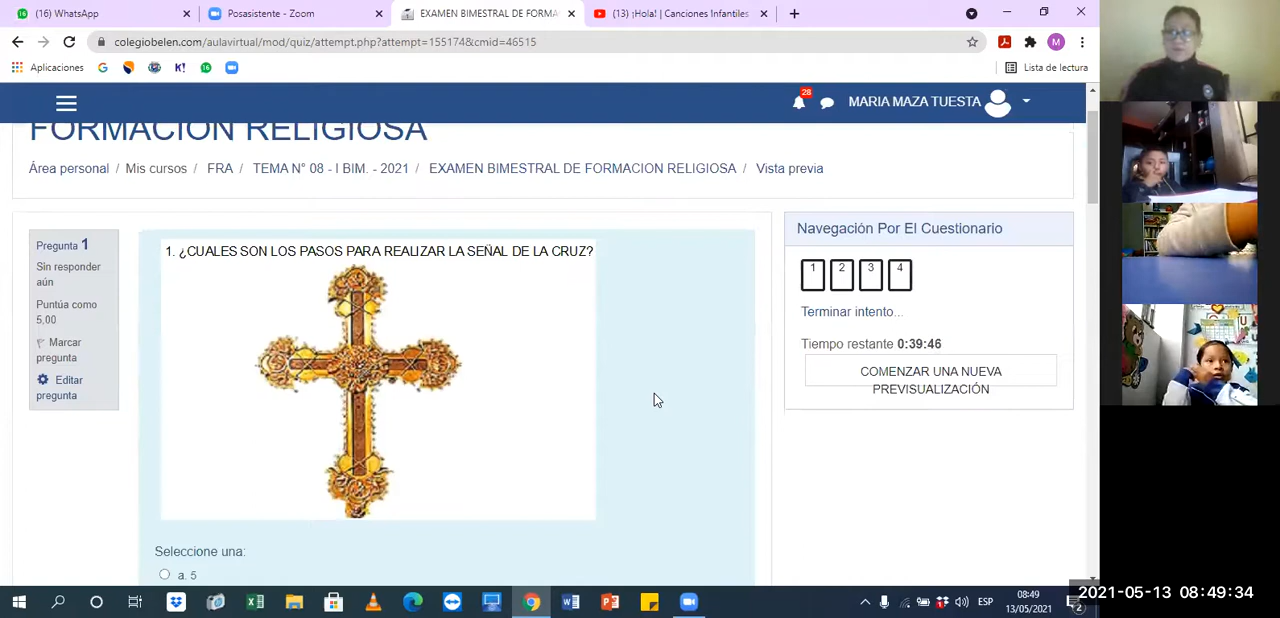 (16) WhatsApp
Posasistente - Zoom
EXAMEN BIMESTRAL DE FORMA
(13) ¡Hola! | Canciones Infantiles
colegiobelen.com/aulavirtual/mod/quiz/attempt.php?attempt=155174&cmid=46515
M
Aplicaciones
Lista de lectura
28
MARIA MAZA TUESTA
FORMACION RELIGIOSA
Área personal / Mis cursos / FRA / TEMA N° 08 - I BIM. - 2021 / EXAMEN BIMESTRAL DE FORMACION RELIGIOSA / Vista previa
Pregunta 1
Sin responder
aún
Puntúa como
5,00
Marcar
pregunta
Editar
pregunta
1. ¿CUALES SON LOS PASOS PARA REALIZAR LA SEÑAL DE LA CRUZ?
Seleccione una:
a. 5
Navegación Por El Cuestionario
1 2 3 4
Terminar intento...
Tiempo restante 0:39:46
COMENZAR UNA NUEVA
PREVISUALIZACIÓN
ESP
08:49
13/05/2021
2
2021-05-13 08:49:34